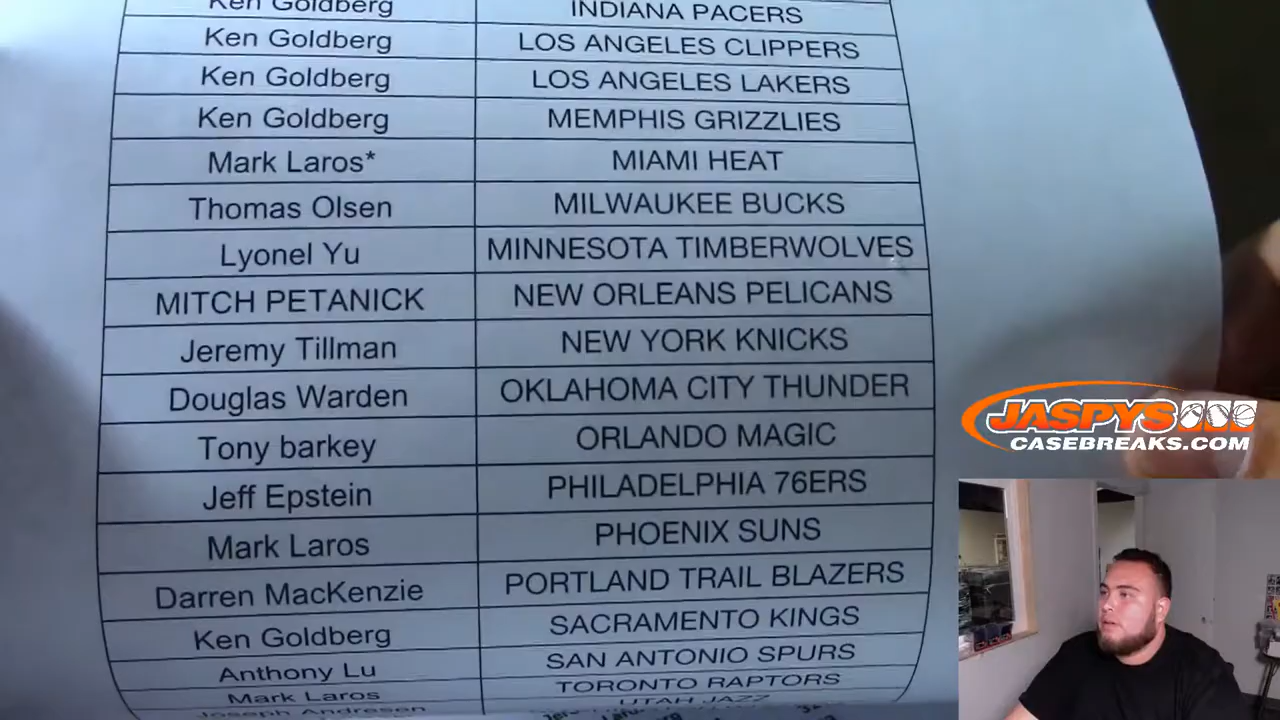 Ken Goldberg INDIANA PACERS
Ken Goldberg LOS ANGELES CLIPPERS
Ken Goldberg LOS ANGELES LAKERS
Ken Goldberg MEMPHIS GRIZZLIES
Mark Laros* MIAMI HEAT
Thomas Olsen MILWAUKEE BUCKS
Lyonel Yu MINNESOTA TIMBERWOLVES
MITCH PETANICK NEW ORLEANS PELICANS
Jeremy Tillman NEW YORK KNICKS
Douglas Warden OKLAHOMA CITY THUNDER
Tony barkey ORLANDO MAGIC
Jeff Epstein PHILADELPHIA 76ERS
Mark Laros PHOENIX SUNS
Darren MacKenzie PORTLAND TRAIL BLAZERS
Ken Goldberg SACRAMENTO KINGS
Anthony Lu SAN ANTONIO SPURS
Mark Laros TORONTO RAPTORS
Joseph Andresen UTAH JAZZ
JASPYS
CASEBREAKS.COM